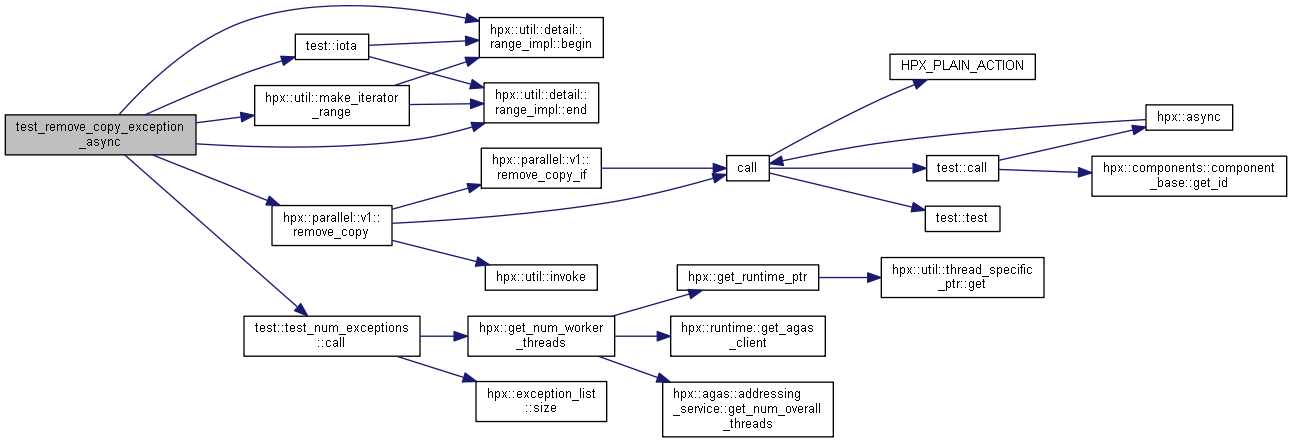 test_remove_copy_exception
_async
test::iota
hpx::util::make_iterator
_range
hpx::util::detail::
range_impl::begin
hpx::util::detail::
range_impl::end
hpx::parallel::v1::
remove_copy
hpx::parallel::v1::
remove_copy_if
hpx::util::invoke
call
HPX_PLAIN_ACTION
test::call
test::test
hpx::async
hpx::components::component
_base::get_id
test::test_num_exceptions
::call
hpx::get_num_worker
_threads
hpx::exception_list
::size
hpx::get_runtime_ptr
hpx::runtime::get_agas
_client
hpx::agas::addressing
_service::get_num_overall
_threads
hpx::util::thread_specific
_ptr::get